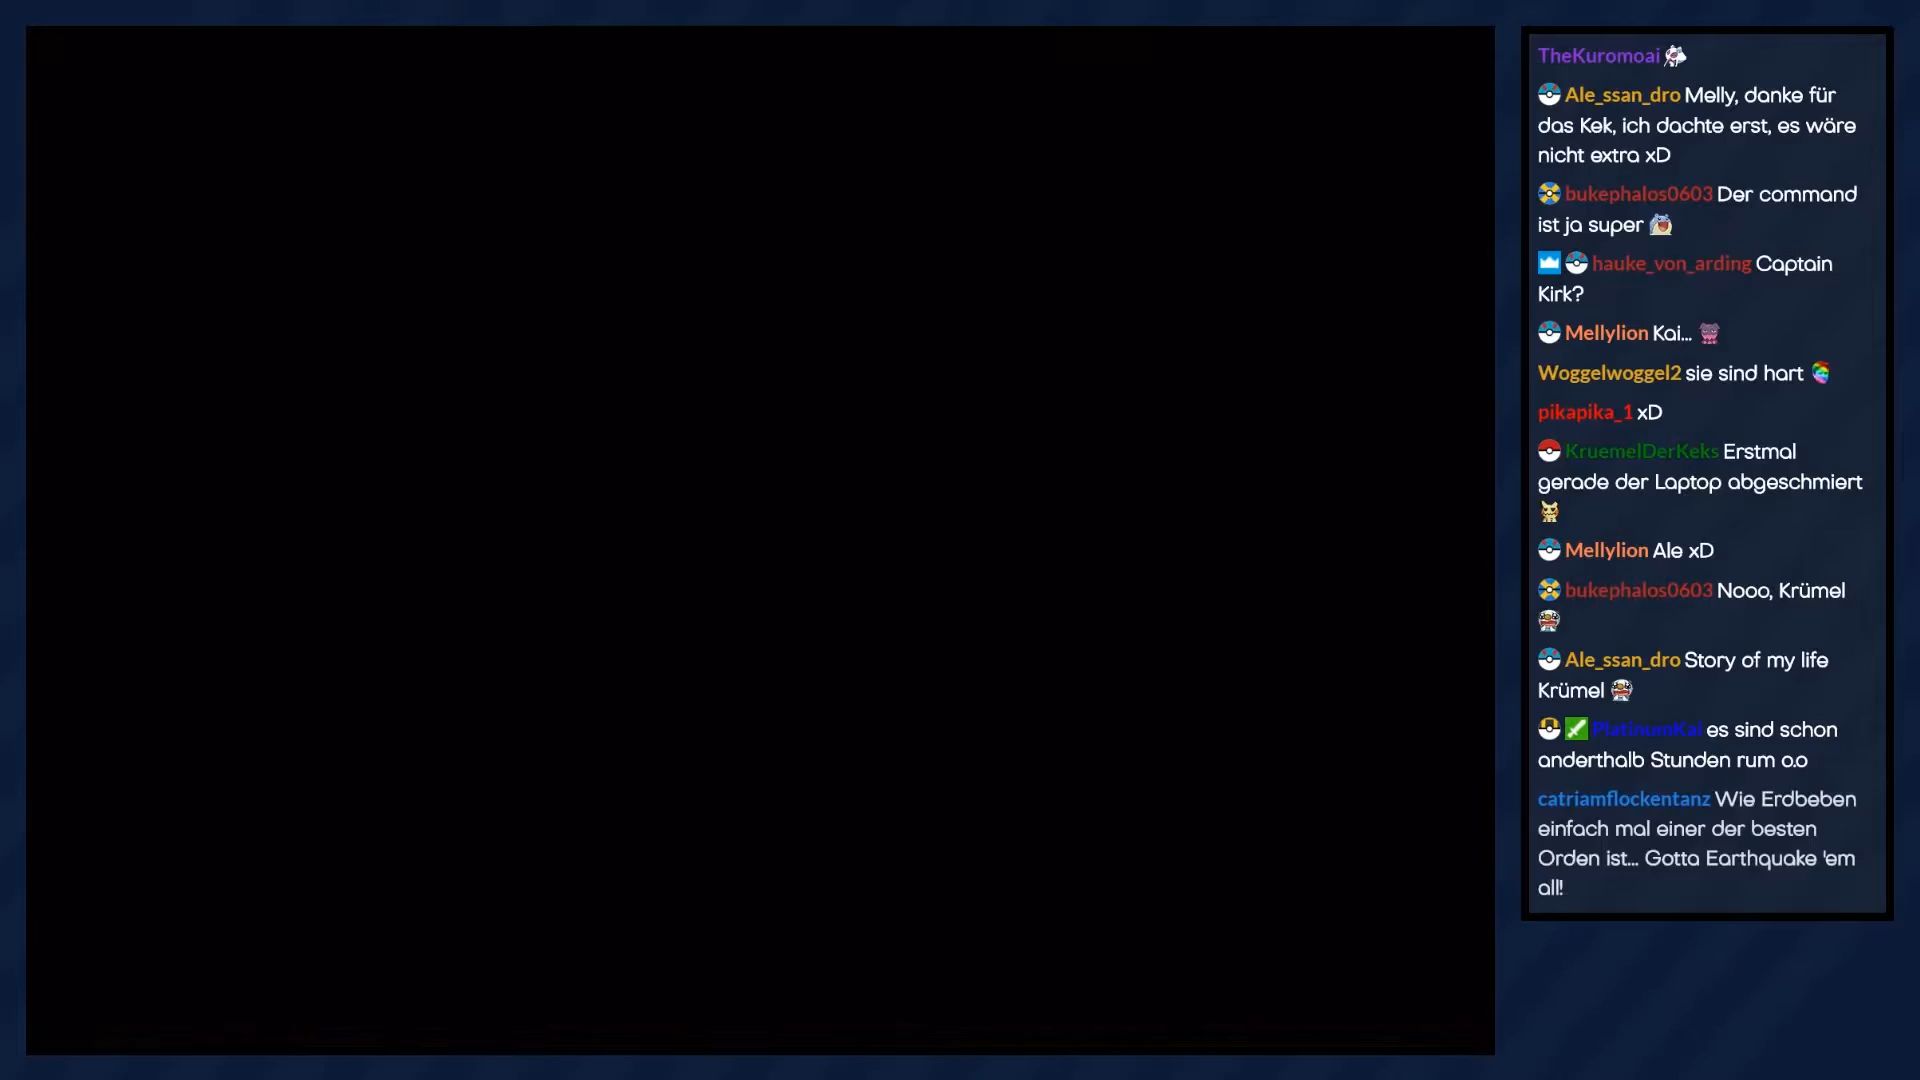 TheKuromoai
Ale_ssan_dro Melly, danke für
das Kek, ich dachte erst, es wäre
nicht extra xD
bukephalos0603 Der command
ist ja super
hauke_von_arding Captain
Kirk?
Mellylion Kai...
Woggelwoggel2 sie sind hart
pikapika_1 xD
KruemelDerKeks Erstmal
gerade der Laptop abgeschmiert
Mellylion Ale xD
bukephalos0603 Nooo, Krümel
Ale_ssan_dro Story of my life
Krümel
PlatinumKai es sind schon
anderthalb Stunden rum o.o
catriamflockentanz Wie Erdbeben
einfach mal einer der besten
Orden ist... Gotta Earthquake 'em
all!